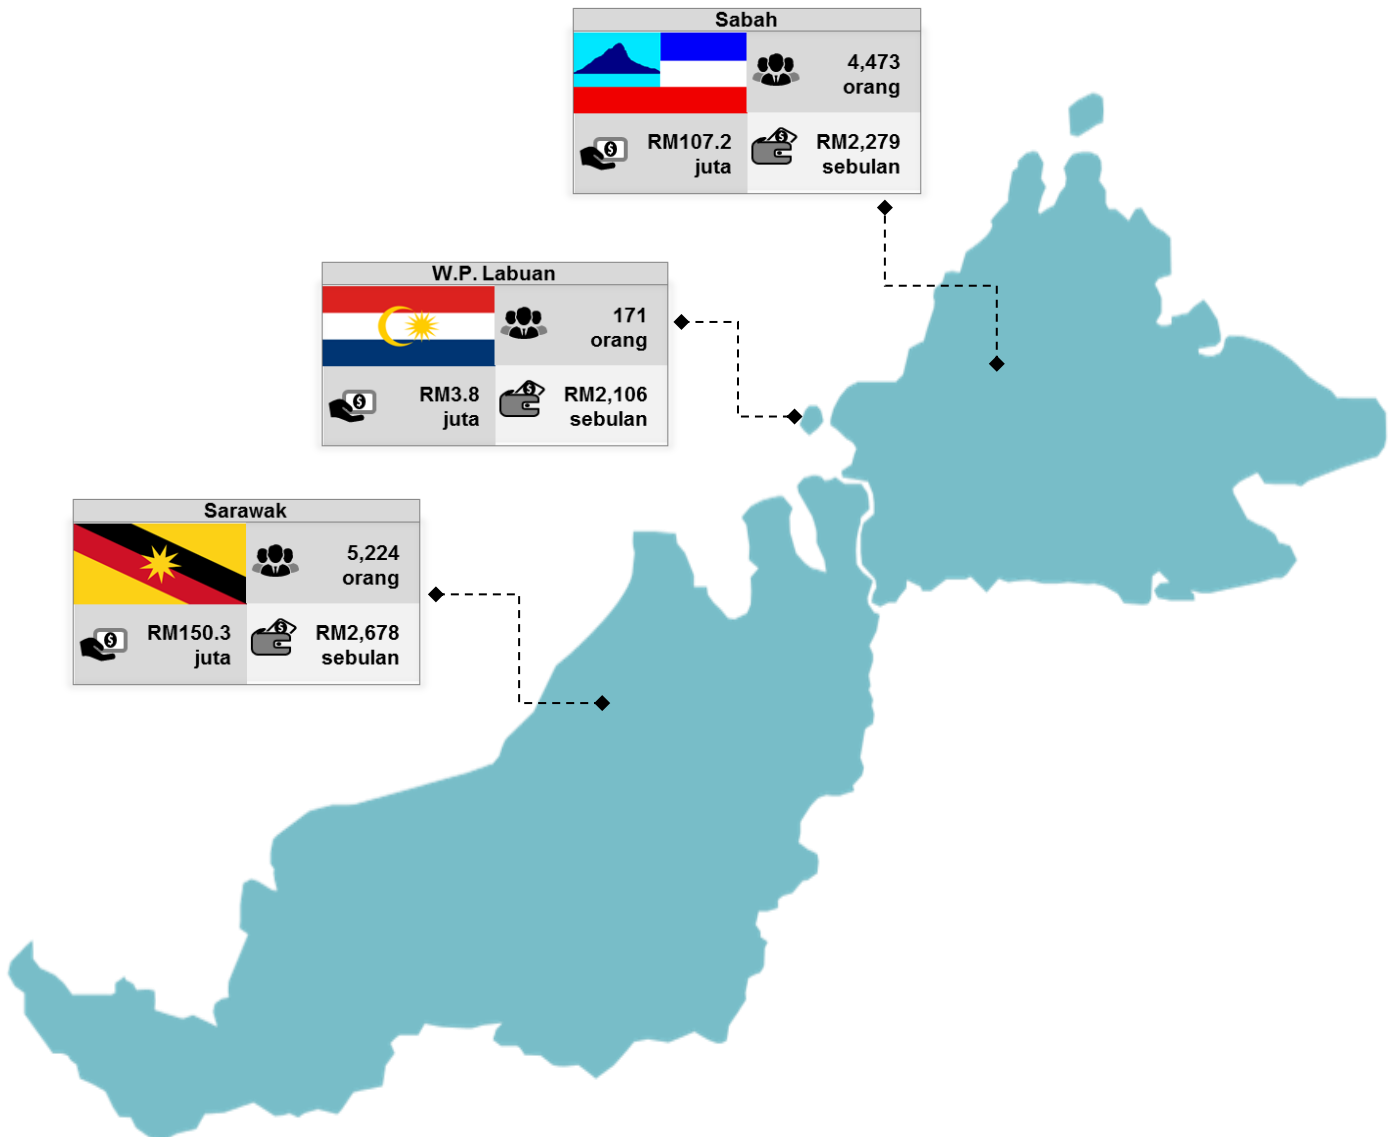 Sabah
4,473
orang
RM107.2
juta
RM2,279
sebulan
W.P. Labuan
171
orang
RM3.8
juta
RM2,106
sebulan
Sarawak
5,224
orang
RM150.3
juta
RM2,678
sebulan